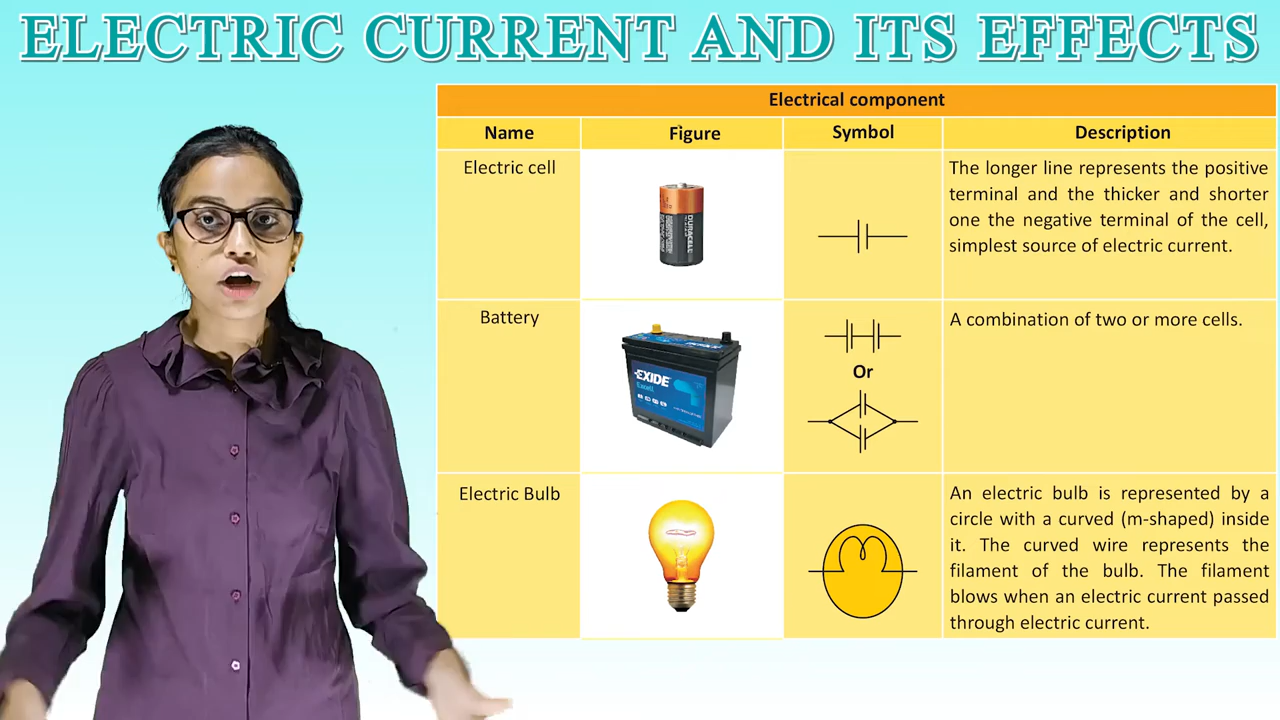 ELECTRIC CURRENT AND ITS EFFECTS
Electrical component
Name Figure Symbol Description
Electric cell
DURACELL
The longer line represents the positive
terminal and the thicker and shorter
one the negative terminal of the cell,
simplest source of electric current.
Battery
EXIDE
Excell
Or
A combination of two or more cells.
Electric Bulb
An electric bulb is represented by a
circle with a curved (m-shaped) inside
it. The curved wire represents the
filament of the bulb. The filament
blows when an electric current passed
through electric current.